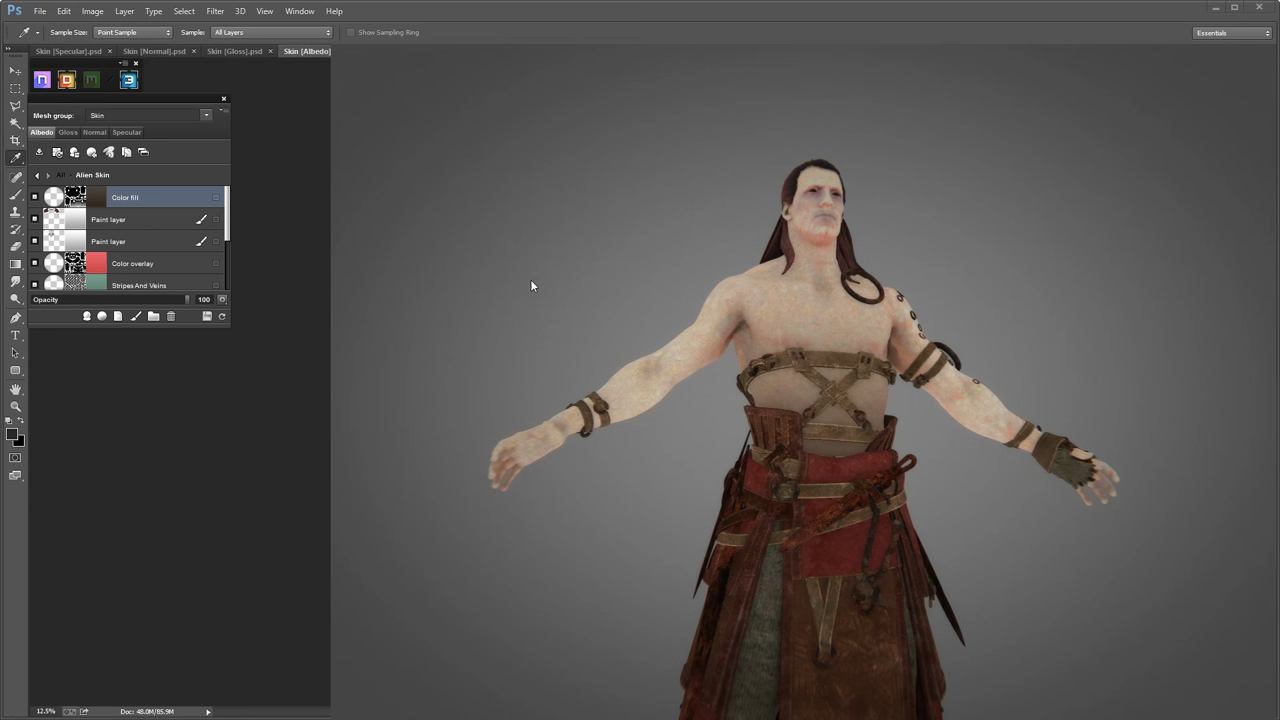 Ps File Edit Image Layer Type Select Filter 3D View Window Help
Sample Size: Point Sample Sample: All Layers Show Sampling Ring Essentials
Skin [Specular].psd × Skin [Normal].psd × Skin [Gloss].psd × Skin [Albedo]
n D M 3
Mesh group: Skin
Albedo Gloss Normal Specular
All Alien Skin
Color fill
Paint layer
Paint layer
Color overlay
Stripes And Veins
Opacity 100
T
12.5% Doc: 48.0M/85.9M